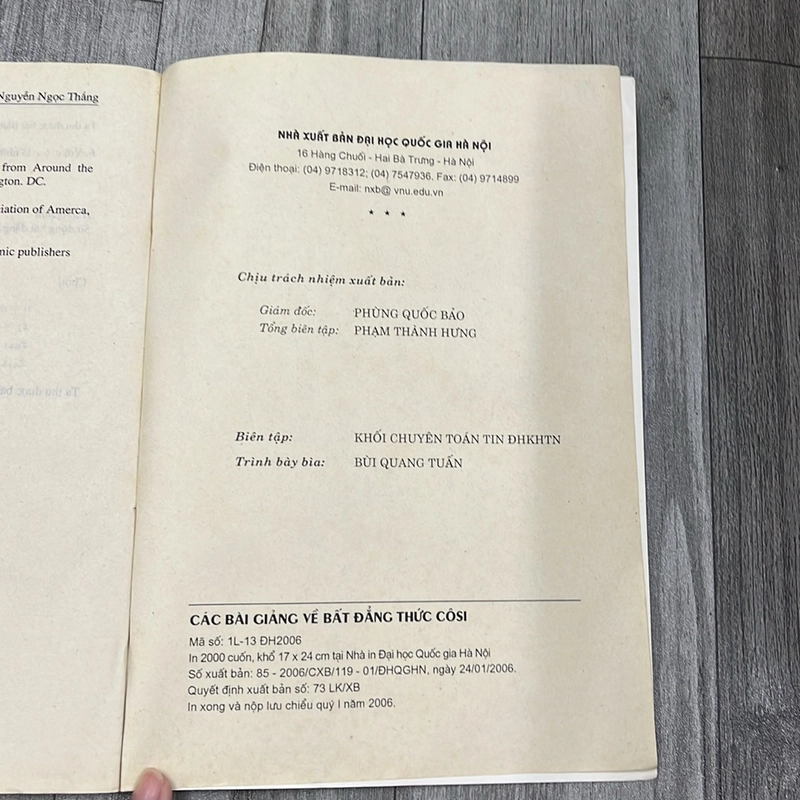 Nguyễn Ngọc Thắng
from Around the
gton. DC.
iation of Amerca,
nic publishers
NHÀ XUẤT BẢN ĐẠI HỌC QUỐC GIA HÀ NỘI
16 Hàng Chuối - Hai Bà Trưng - Hà Nội
Điện thoại: (04) 9718312; (04) 7547936. Fax: (04) 9714899
E-mail: nxb@ vnu.edu.vn
* * *
Chịu trách nhiệm xuất bản:
Giám đốc: PHÙNG QUỐC BẢO
Tổng biên tập: PHẠM THÀNH HƯNG
Biên tập: KHỐI CHUYÊN TOÁN TIN ĐHKHTN
Trình bày bìa: BÙI QUANG TUẤN
CÁC BÀI GIẢNG VỀ BẤT ĐẲNG THỨC CÔSI
Mã số: 1L-13 ĐH2006
In 2000 cuốn, khổ 17 x 24 cm tại Nhà in Đại học Quốc gia Hà Nội
Số xuất bản: 85 - 2006/CXB/119 - 01/ĐHQGHN, ngày 24/01/2006.
Quyết định xuất bản số: 73 LK/XB
In xong và nộp lưu chiểu quý I năm 2006.